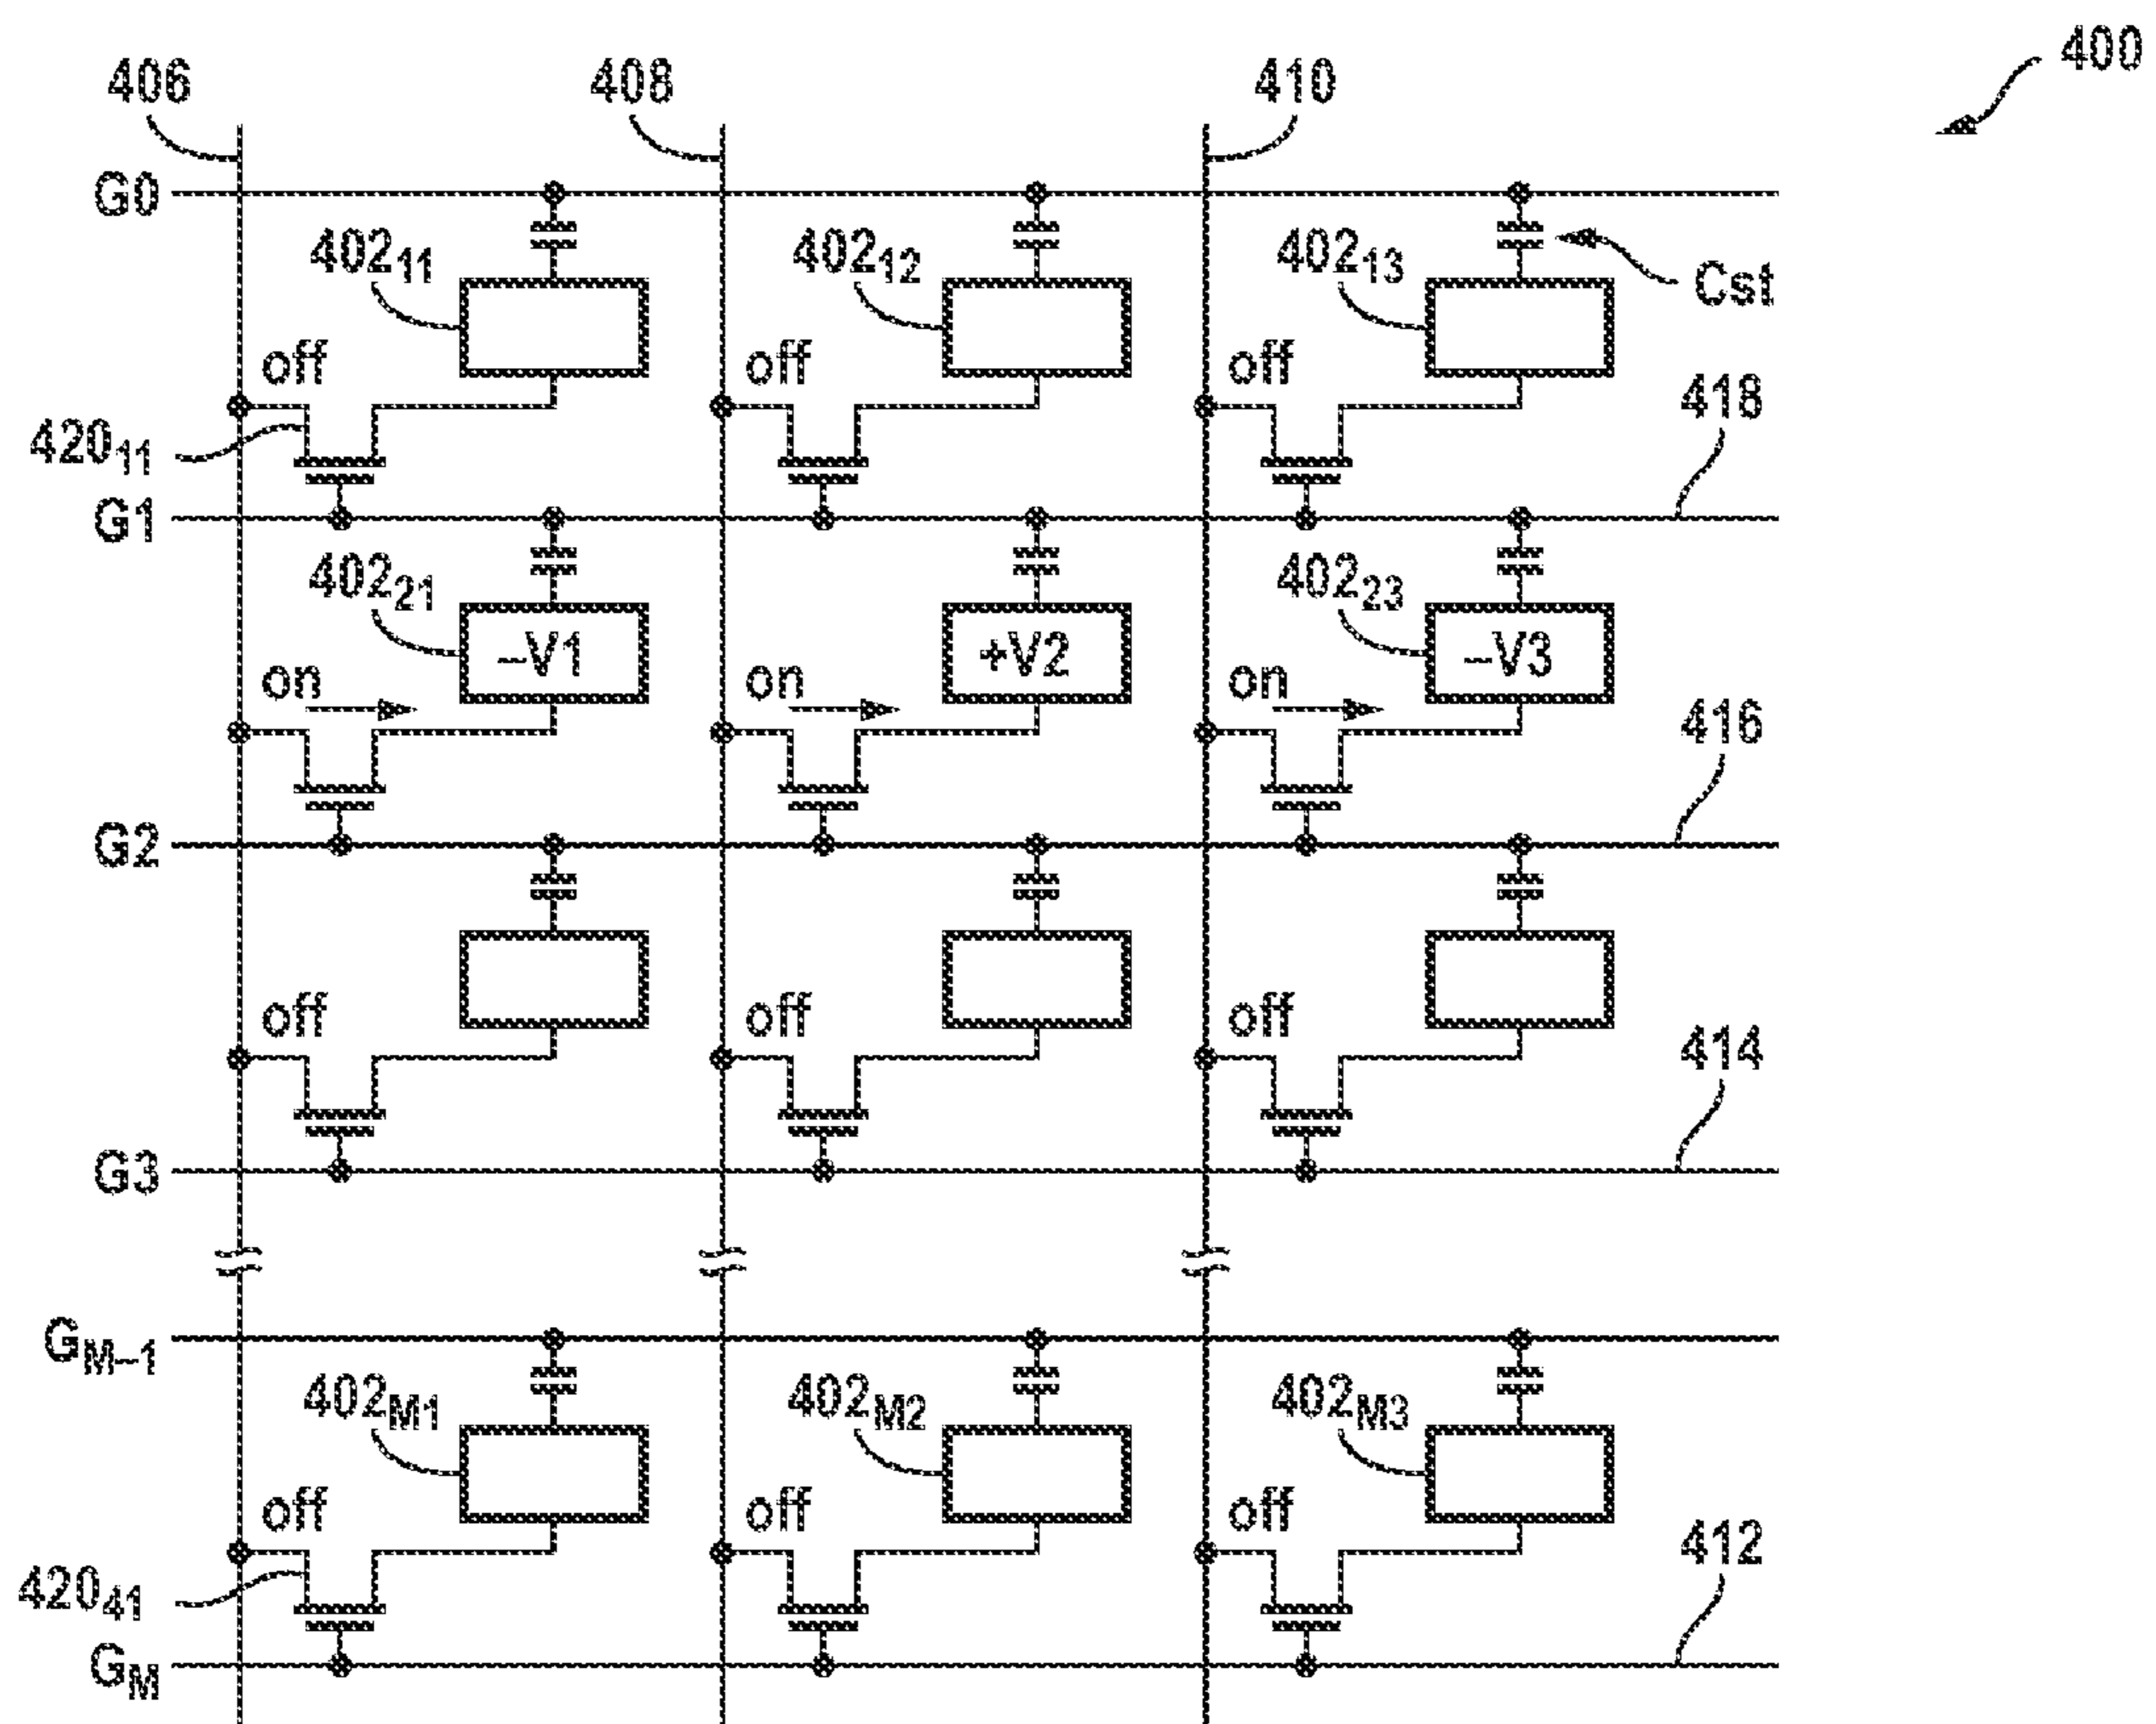 400
406 408 410
G0
402₁₁ 402₁₂ 402₁₃ Cst
off off off 418
420₁₁
G1
402₂₁ 402₂₃
–V1 +V2 –V3
on on on 416
G2
off off off 414
G3
G_M–1
402_M1 402_M2 402_M3
off off off 412
420₄₁
G_M